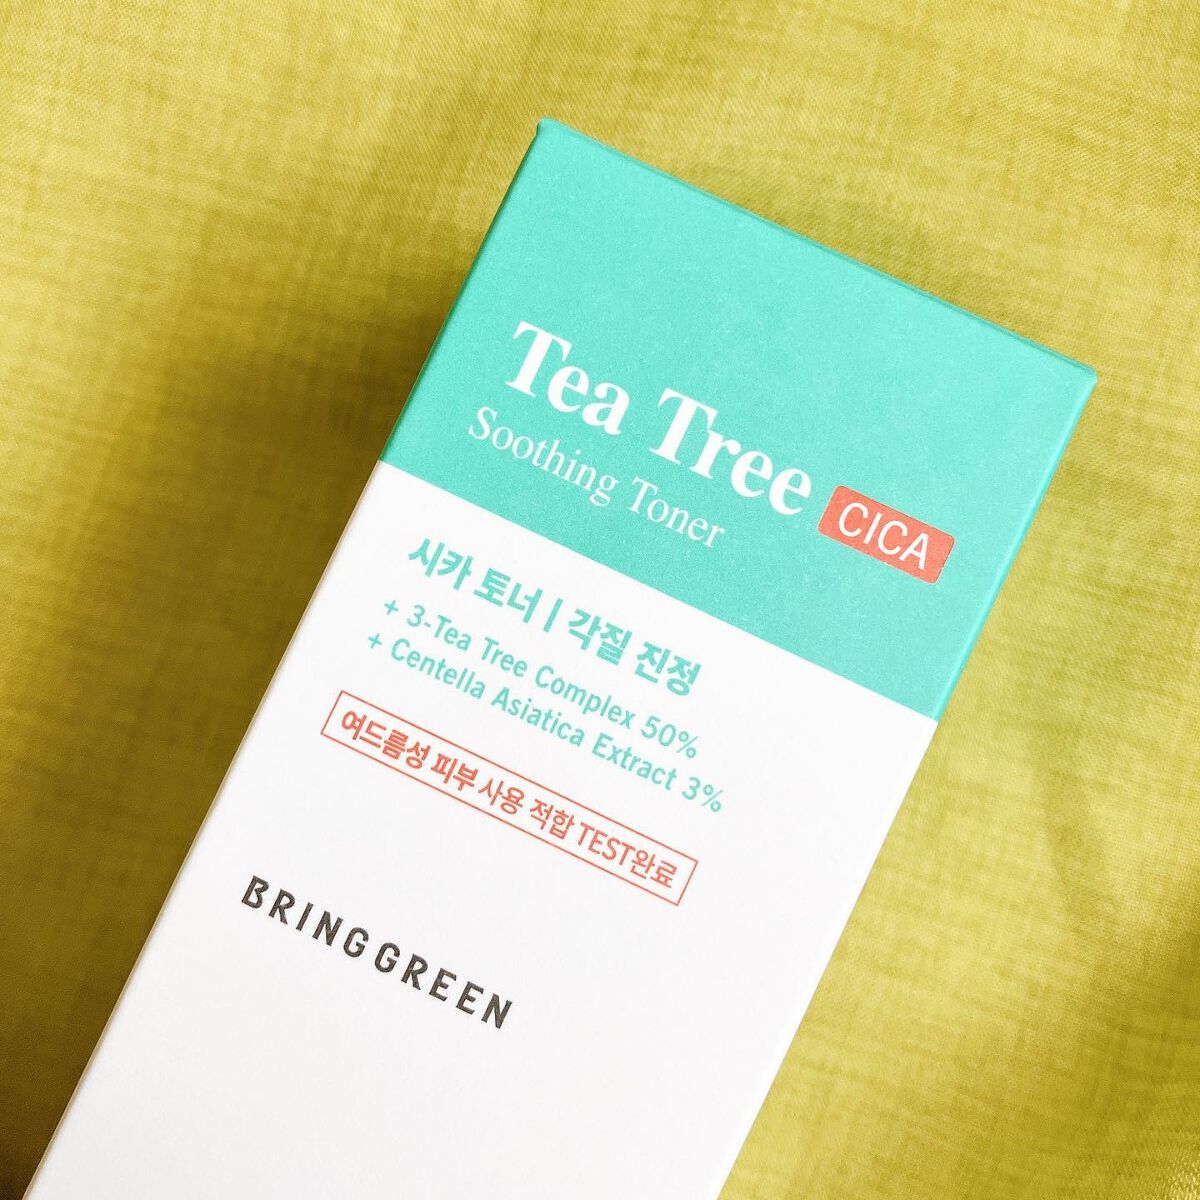 Tea Tree CICA
Soothing Toner
시카 토너 | 각질 진정
+ 3-Tea Tree Complex 50%
+ Centella Asiatica Extract 3%
여드름성 피부 사용 적합 TEST완료
BRINGGREEN